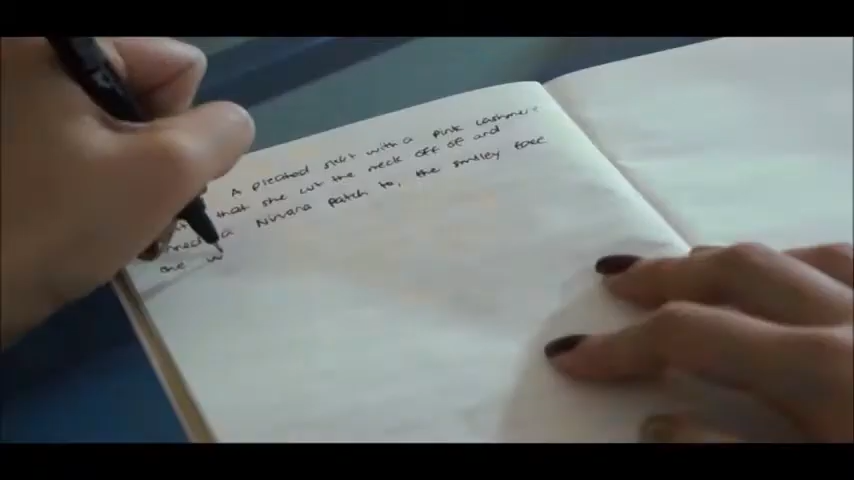 A pleated skirt with a pink cashmere
that she cut the neck off of and
a Nirvana patch to, the smiley face
one w